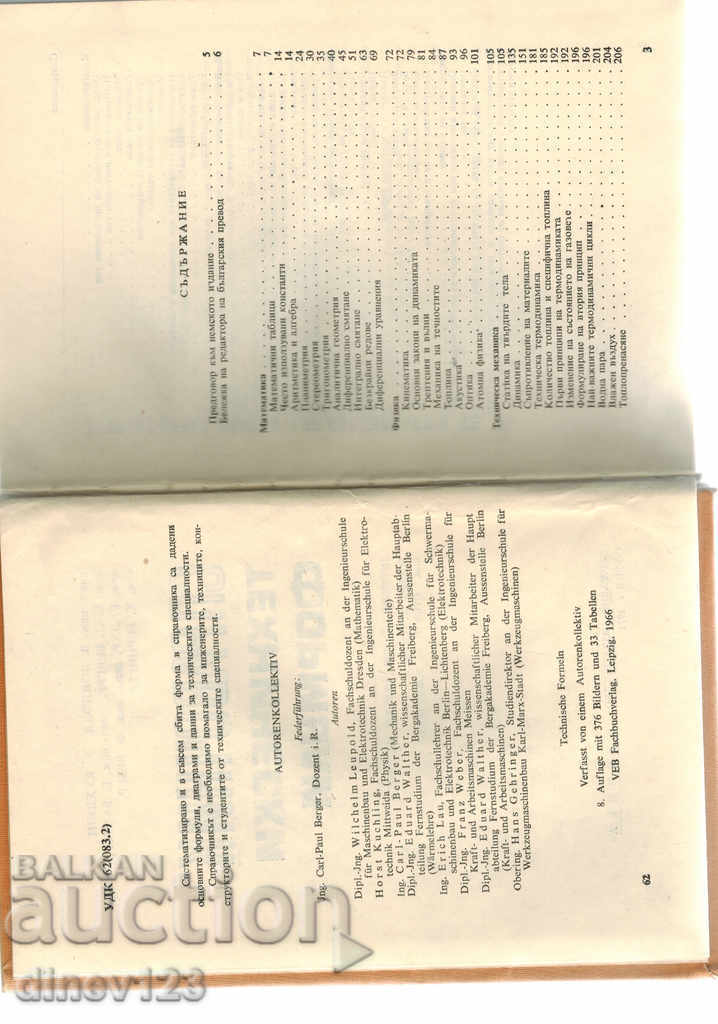 УДК 62(083.2)
Систематизирано и в съвсем сбита форма в справочника са дадени
основните формули, диаграми и данни за техническите специалности.
Справочникът е необходимо помагало за инженерите, техниците, кон-
структорите и студентите от техническите специалности.
AUTORENKOLLEKTIV
Federführung:
Ing. Carl-Paul Berger, Dozent i. R.
Autoren
Dipl.-Jng. Wilchelm Leupold, Fachschuldozent an der Ingenieurschule
für Maschinenbau und Elektrotechnik Dresden (Mathematik)
Horst Kuchling, Fachschuldozent an der Ingenieurschule für Elektro-
technik Mittweida (Physik)
Ing. Carl-Paul Berger (Mechanik und Maschinenteile)
Dipl.-Jng. Eduard Walther, wissenschaftlicher Mitarbeiter der Hauptab-
teilung Fernstudium der Bergakademie Freiberg, Aussenstelle Berlin
(Wärmelehre)
Ing. Erich Lau, Fachschullehrer an der Ingenieurschule für Schwerma-
schinenbau und Elektrotechnik Berlin—Lichtenberg (Elektrotechnik)
Dipl.-Jng. Franz Weber, Fachschuldozent an der Ingenieurschule für
Kraft- und Arbeitsmaschinen Meissen
Dipl.-Jng. Eduard Walther, wissenschaftlicher Mitarbeiter der Haupt
abteilung Fernstudium der Bergakademie Freiberg, Aussenstelle Berlin
(Kraft- und Arbeitsmaschinen)
Obering. Hans Gehringer, Studiendirektor an der Ingenieurschule für
Werkzeugmaschinenbau Karl-Marx-Stadt (Werkzeugmaschinen)
Technische Formeln
Verfasst von einem Autorenkollektiv
8. Auflage mit 376 Bildern und 33 Tabellen
VEB Fachbuchverlag, Leipzig, 1966
62
СЪДЪРЖАНИЕ
Предговор към немското издание . . . 5
Бележка на редактора на българския превод . . . 6
Математика . . . 7
Математични таблици . . . 7
Често използувани константи . . . 14
Аритметика и алгебра . . . 14
Планиметрия . . . 24
Стереометрия . . . 30
Тригонометрия . . . 35
Аналитична геометрия . . . 40
Диференциално смятане . . . 45
Интегрално смятане . . . 51
Безкрайни редове . . . 63
Диференциални уравнения . . . 69
Физика . . . 72
Кинематика . . . 72
Основни закони на динамиката . . . 79
Трептения и вълни . . . 81
Механика на течностите . . . 84
Топлина . . . 87
Акустика . . . 93
Оптика . . . 96
Атомна физика . . . 101
Техническа механика . . . 105
Статика на твърдите тела . . . 105
Динамика . . . 135
Съпротивление на материалите . . . 151
Техническа термодинамика . . . 181
Количество топлина и специфична топлина . . . 185
Първи принцип на термодинамиката . . . 192
Изменение на състоянието на газовете . . . 192
Формулиране на втория принцип . . . 196
Най-важните термодинамични цикли . . . 196
Водна пара . . . 201
Влажен въздух . . . 204
Топлопренасяне . . . 206
3
BALKAN
auction
dinev123